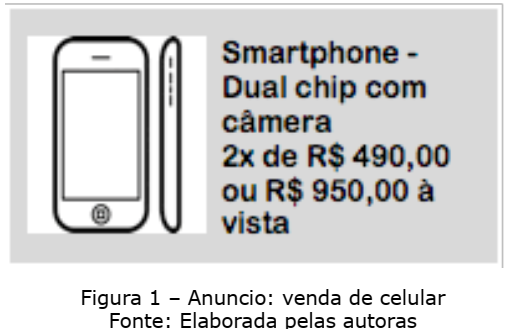 Smartphone -
Dual chip com
câmera
2x de R$ 490,00
ou R$ 950,00 à
vista
Figura 1 – Anuncio: venda de celular
Fonte: Elaborada pelas autoras